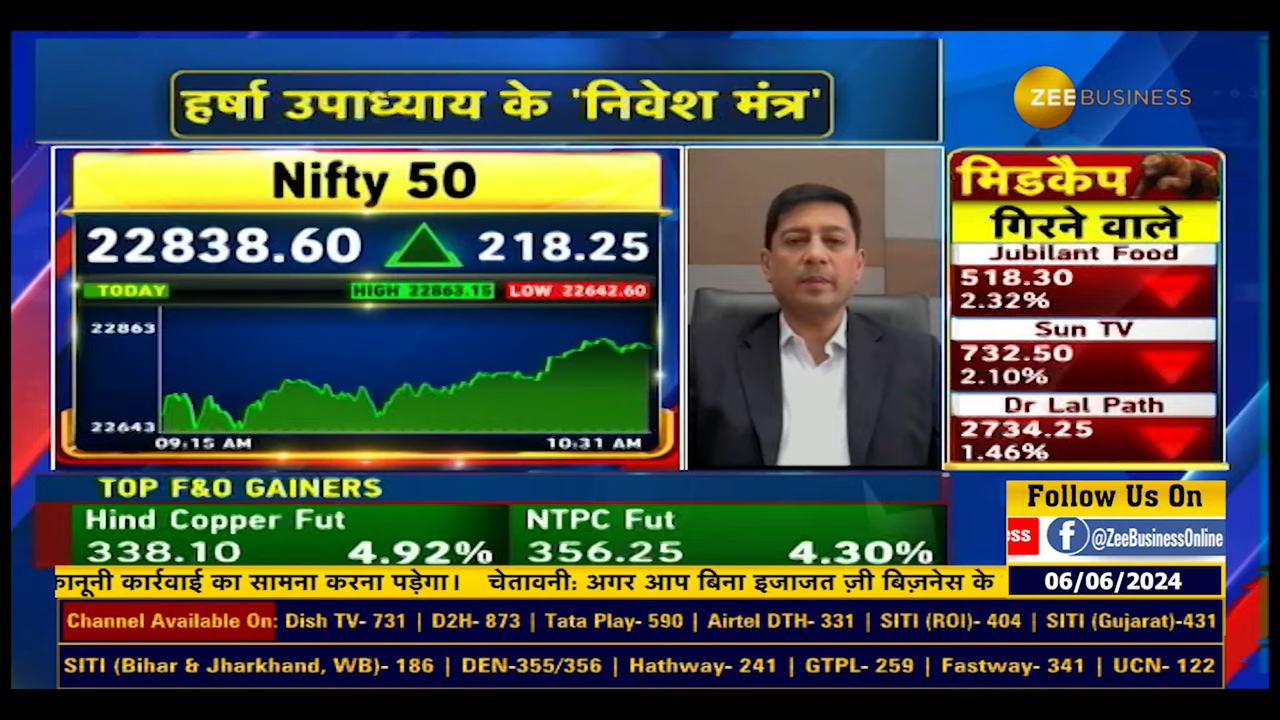 हर्षा उपाध्याय के 'निवेश मंत्र'
ZEEBUSINESS
Nifty 50
22838.60 218.25
TODAY HIGH 22863.15 LOW 22642.60
22863
22643
09:15 AM 10:31 AM
मिडकैप
गिरने वाले
Jubilant Food
518.30
2.32%
Sun TV
732.50
2.10%
Dr Lal Path
2734.25
1.46%
TOP F&O GAINERS
Hind Copper Fut
338.10 4.92%
NTPC Fut
356.25 4.30%
Follow Us On
ess @ZeeBusinessOnline
06/06/2024
कानूनी कार्रवाई का सामना करना पड़ेगा। चेतावनी: अगर आप बिना इजाजत ज़ी बिज़नेस के
Channel Available On: Dish TV- 731 | D2H- 873 | Tata Play- 590 | Airtel DTH- 331 | SITI (ROI)- 404 | SITI (Gujarat)-431
SITI (Bihar & Jharkhand, WB)- 186 | DEN-355/356 | Hathway- 241 | GTPL- 259 | Fastway- 341 | UCN- 122